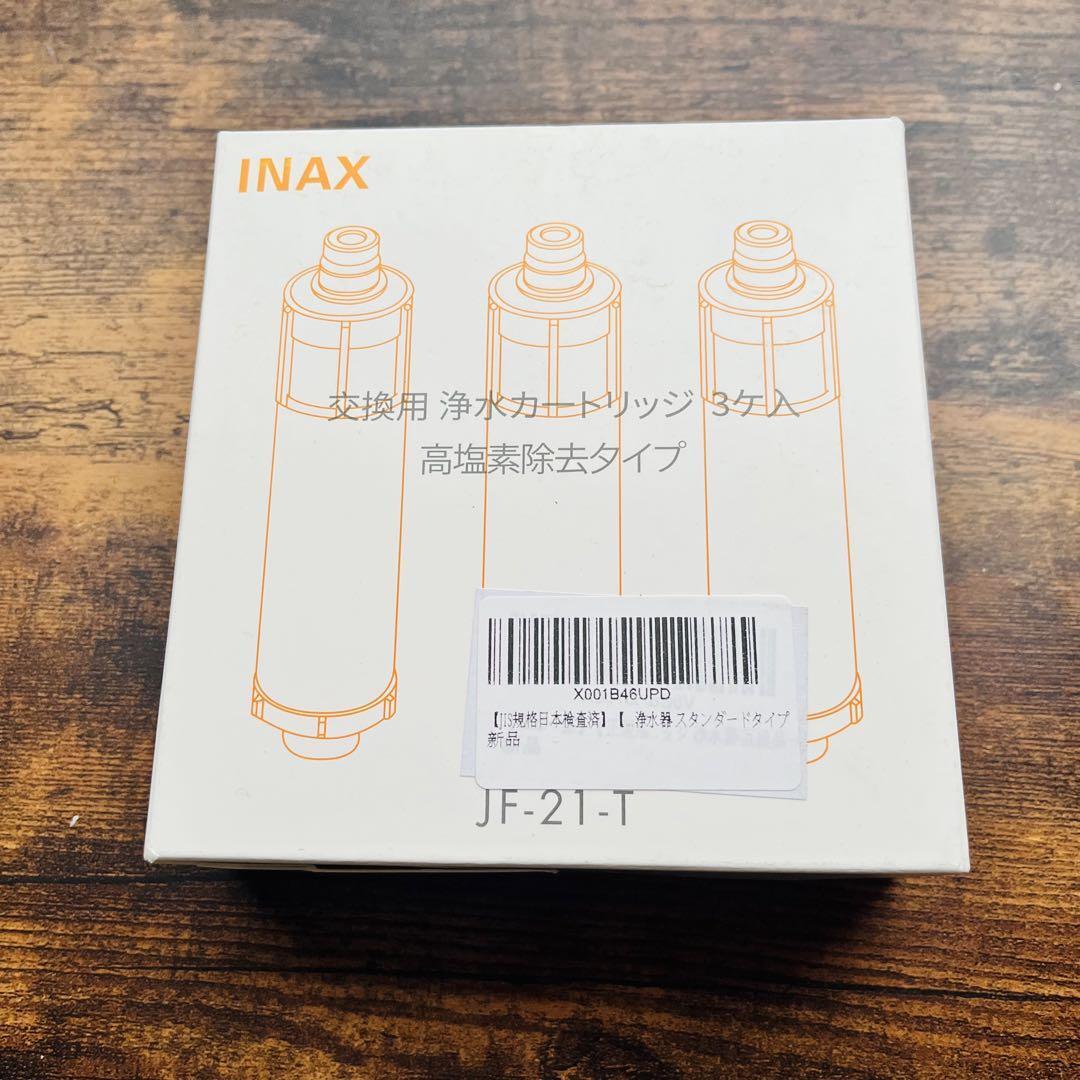 INAX
交換用 浄水カートリッジ 3ケ入
高塩素除去タイプ
X001B46UPD
【JIS規格日本検査済】【 浄水器 スタンダードタイプ
新品
JF-21-T